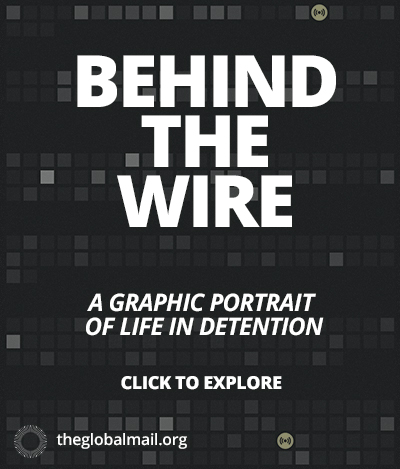 BEHIND
THE
WIRE
A GRAPHIC PORTRAIT
OF LIFE IN DETENTION
CLICK TO EXPLORE
theglobalmail.org